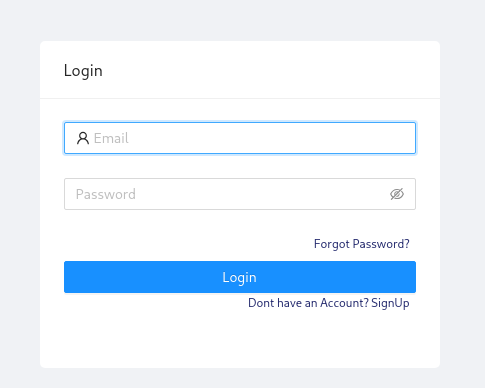 Login
Email
Password
Forgot Password?
Login
Dont have an Account? SignUp